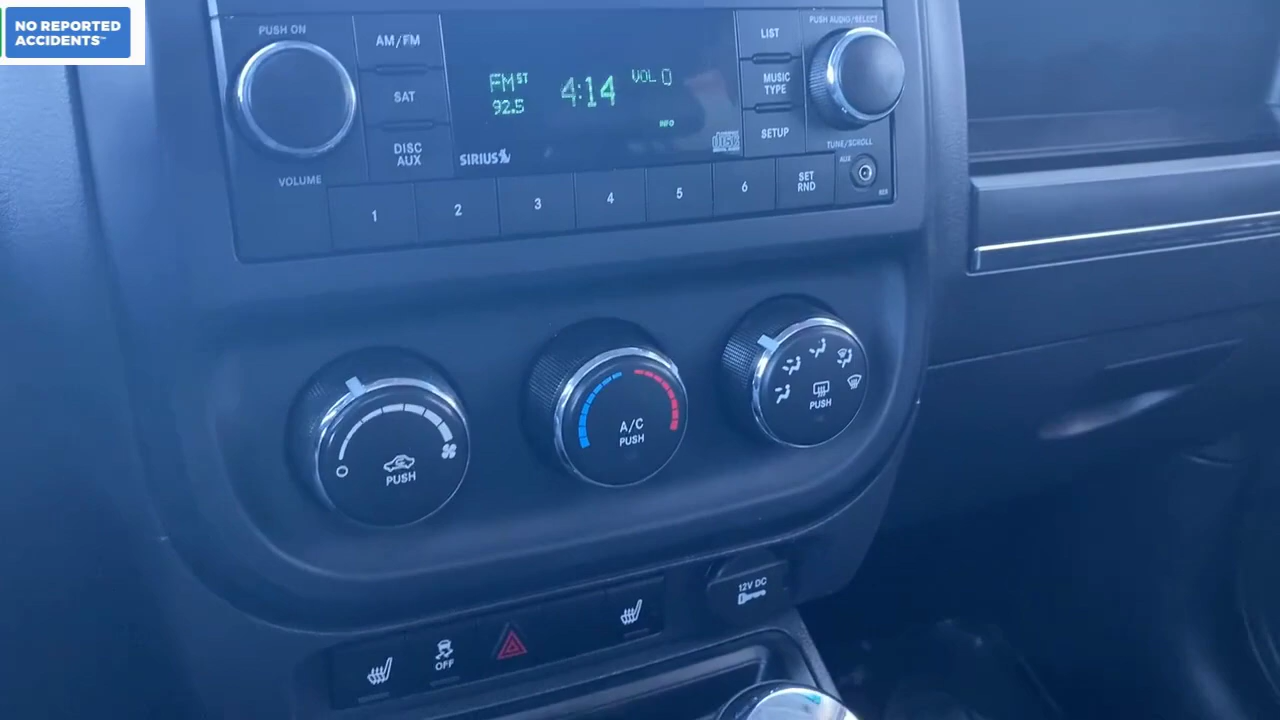 NO REPORTED
ACCIDENTS™
PUSH ON
VOLUME
AM/FM
SAT
DISC
AUX
FM ST
92.5
4:14
VOL 0
INFO
SIRIUS
LIST
MUSIC
TYPE
SETUP
PUSH AUDIO/SELECT
TUNE/SCROLL
AUX
1
2
3
4
5
6
SET
RND
PUSH
A/C
PUSH
PUSH
OFF
12V DC